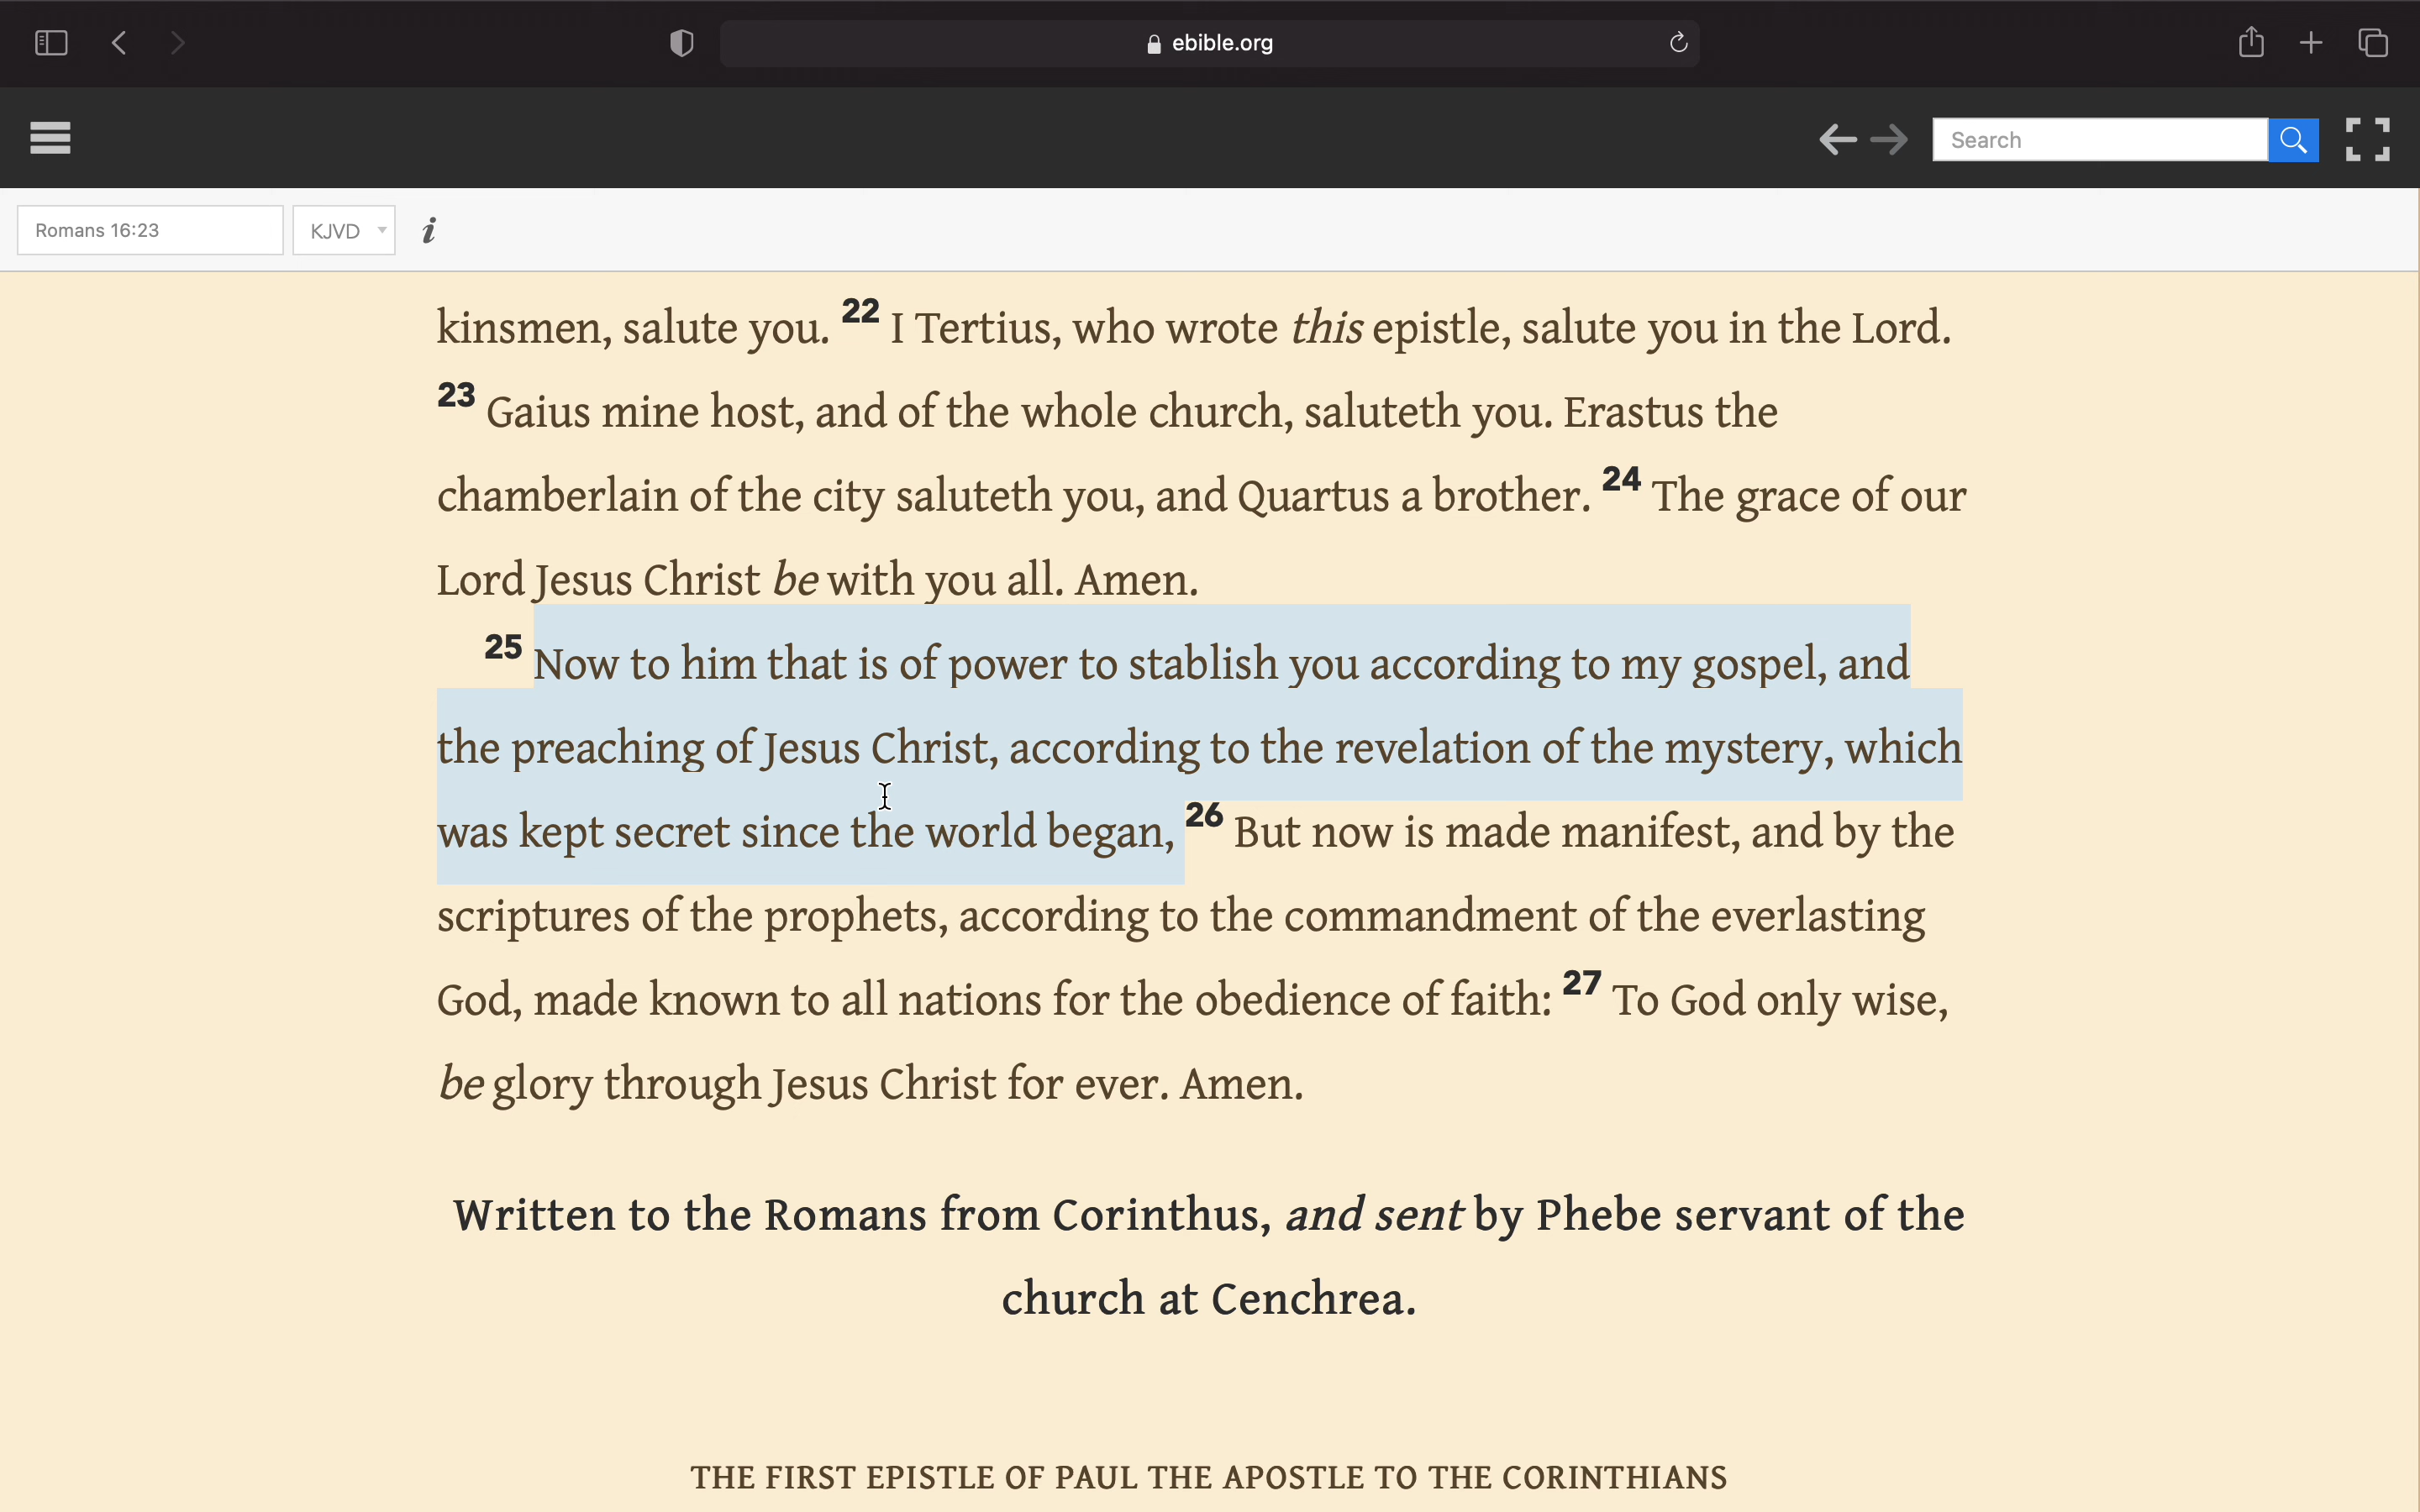 ebible.org
Search
Romans 16:23
KJVD
i
kinsmen, salute you. 22 I Tertius, who wrote this epistle, salute you in the Lord.
23 Gaius mine host, and of the whole church, saluteth you. Erastus the
chamberlain of the city saluteth you, and Quartus a brother. 24 The grace of our
Lord Jesus Christ be with you all. Amen.
25 Now to him that is of power to stablish you according to my gospel, and
the preaching of Jesus Christ, according to the revelation of the mystery, which
was kept secret since the world began, 26 But now is made manifest, and by the
scriptures of the prophets, according to the commandment of the everlasting
God, made known to all nations for the obedience of faith: 27 To God only wise,
be glory through Jesus Christ for ever. Amen.
Written to the Romans from Corinthus, and sent by Phebe servant of the
church at Cenchrea.
THE FIRST EPISTLE OF PAUL THE APOSTLE TO THE CORINTHIANS